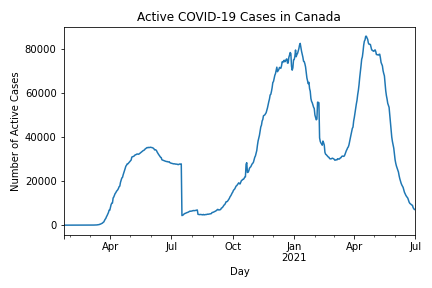 Active COVID-19 Cases in Canada
Number of Active Cases
80000
60000
40000
20000
0
Apr
Jul
Oct
Jan
2021
Apr
Jul
Day